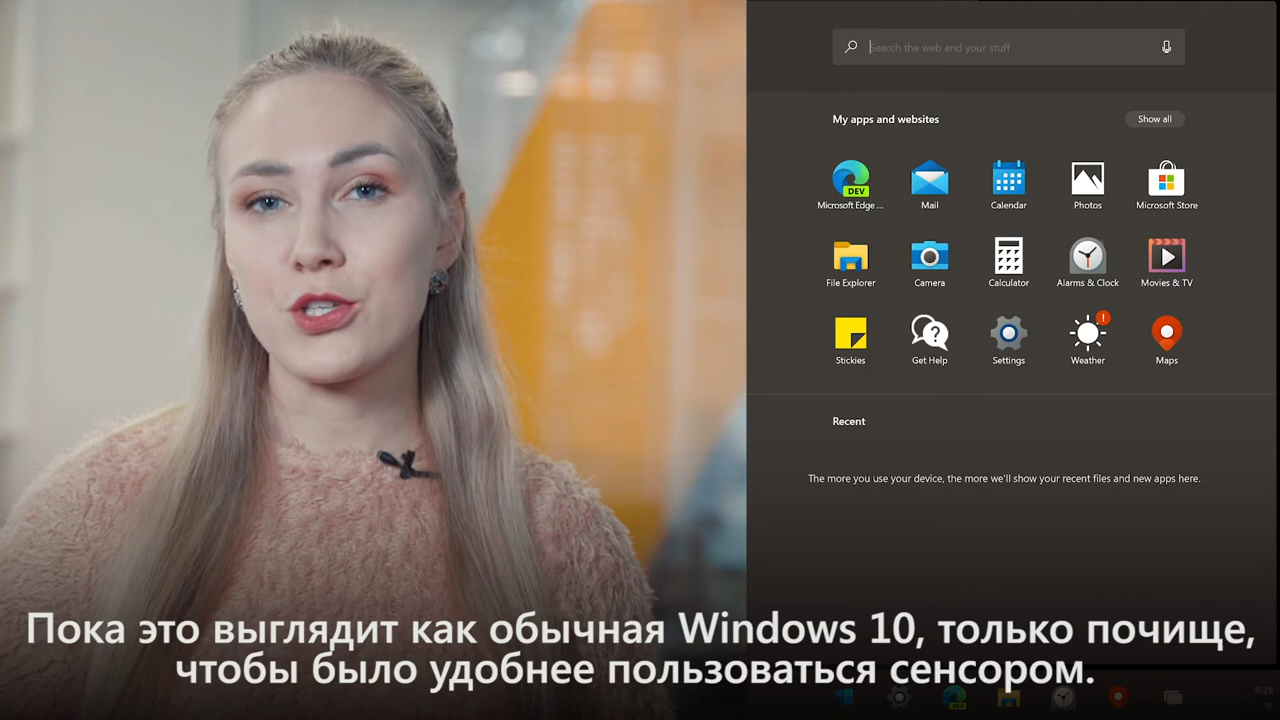 Search the web and your stuff
My apps and websites
Show all
DEV
Microsoft Edge ...
Mail
Calendar
Photos
Microsoft Store
File Explorer
Camera
Calculator
Alarms & Clock
Movies & TV
Stickies
Get Help
Settings
Weather
Maps
Recent
The more you use your device, the more we'll show your recent files and new apps here.
Пока это выглядит как обычная Windows 10, только почище,
чтобы было удобнее пользоваться сенсором.
DEV